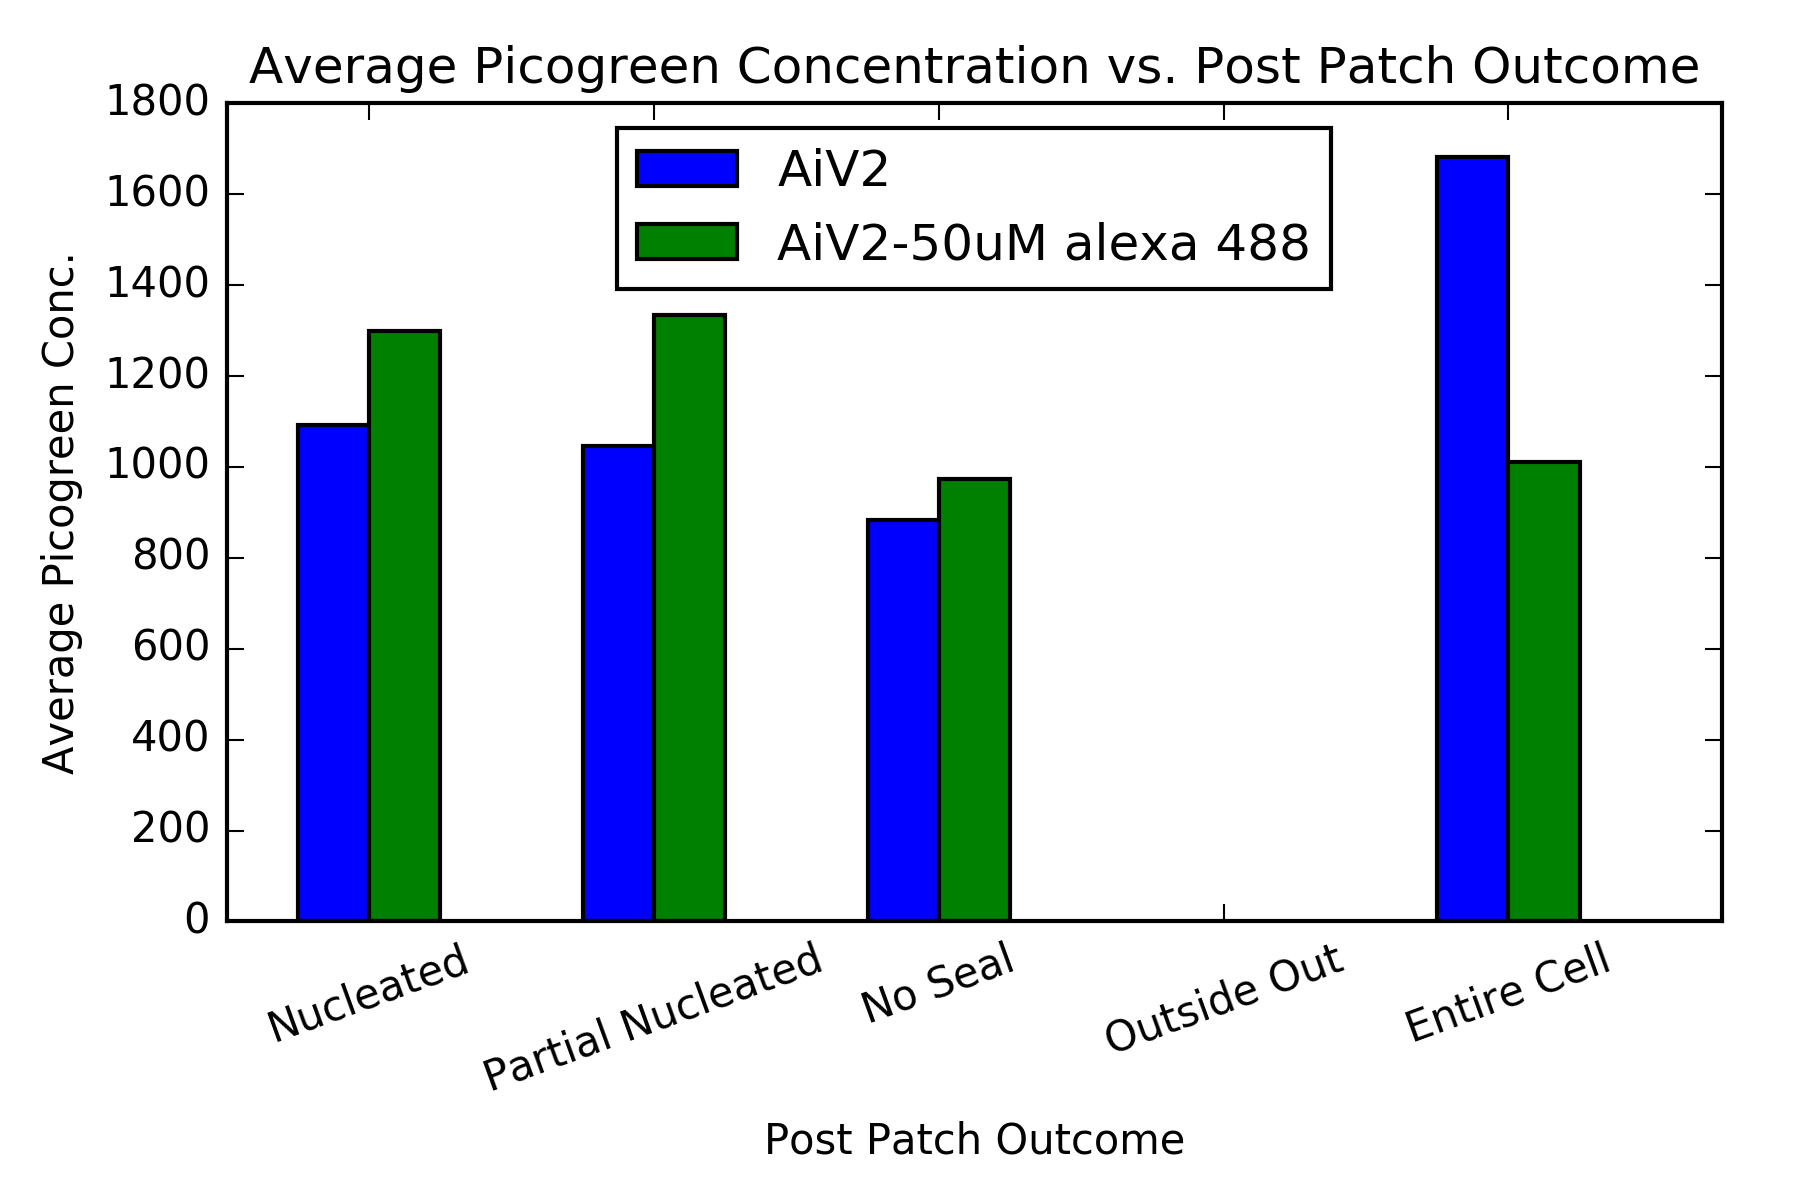 Average Picogreen Concentration vs. Post Patch Outcome
1800
1600
1400
1200
1000
800
600
400
200
0
Average Picogreen Conc.
AiV2
AiV2-50uM alexa 488
Nucleated
Partial Nucleated
No Seal
Outside Out
Entire Cell
Post Patch Outcome